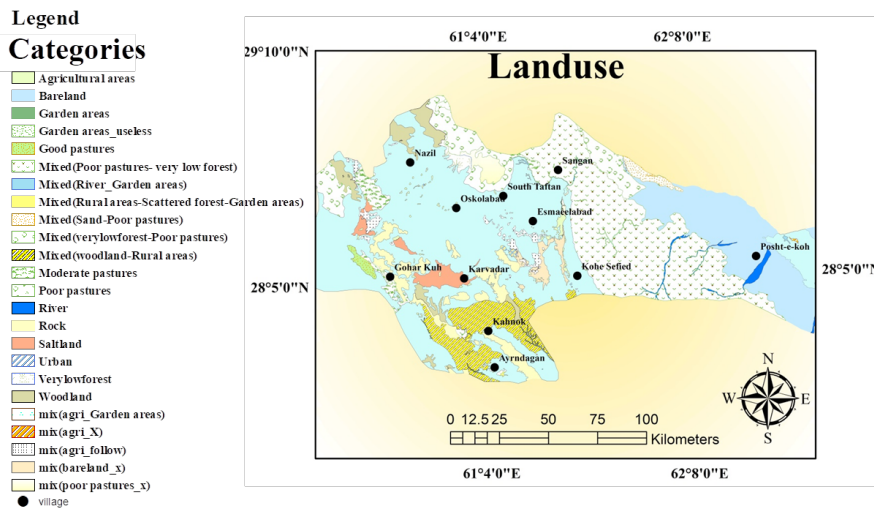 Legend
Categories
Agricultural areas
Bareland
Garden areas
Garden areas_useless
Good pastures
Mixed(Poor pastures- very low forest)
Mixed(River_Garden areas)
Mixed(Rural areas-Scattered forest-Garden areas)
Mixed(Sand-Poor pastures)
Mixed(verylowforest-Poor pastures)
Mixed(woodland-Rural areas)
Moderate pastures
Poor pastures
River
Rock
Saltland
Urban
Verylowforest
Woodland
mix(agri_Garden areas)
mix(agri_X)
mix(agri_follow)
mix(bareland_x)
mix(poor pastures_x)
village
61°4'0"E 62°8'0"E
29°10'0"N
Landuse
Nazil
Sangan
South Taftan
Oskolabad
Esmaeelabad
Posht-e-koh
Gohar Kuh
Karvadar
Kohe Sefied
28°5'0"N
28°5'0"N
Kahnok
Ayrndagan
N
W E
S
0 12.5 25 50 75 100
Kilometers
61°4'0"E 62°8'0"E